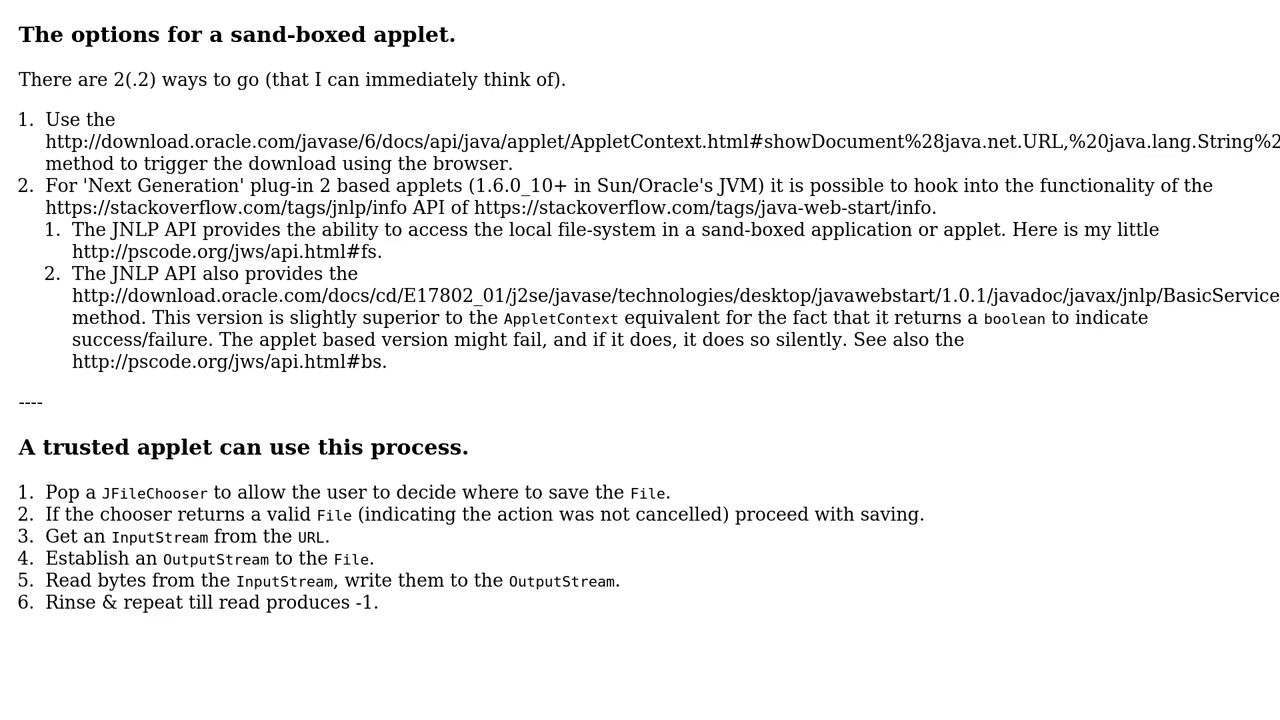 The options for a sand-boxed applet.
There are 2(.2) ways to go (that I can immediately think of).
1. Use the
http://download.oracle.com/javase/6/docs/api/java/applet/AppletContext.html#showDocument%28java.net.URL,%20java.lang.String%2
method to trigger the download using the browser.
2. For 'Next Generation' plug-in 2 based applets (1.6.0_10+ in Sun/Oracle's JVM) it is possible to hook into the functionality of the
https://stackoverflow.com/tags/jnlp/info API of https://stackoverflow.com/tags/java-web-start/info.
1. The JNLP API provides the ability to access the local file-system in a sand-boxed application or applet. Here is my little
http://pscode.org/jws/api.html#fs.
2. The JNLP API also provides the
http://download.oracle.com/docs/cd/E17802_01/j2se/javase/technologies/desktop/javawebstart/1.0.1/javadoc/javax/jnlp/BasicService
method. This version is slightly superior to the AppletContext equivalent for the fact that it returns a boolean to indicate
success/failure. The applet based version might fail, and if it does, it does so silently. See also the
http://pscode.org/jws/api.html#bs.
----
A trusted applet can use this process.
1. Pop a JFileChooser to allow the user to decide where to save the File.
2. If the chooser returns a valid File (indicating the action was not cancelled) proceed with saving.
3. Get an InputStream from the URL.
4. Establish an OutputStream to the File.
5. Read bytes from the InputStream, write them to the OutputStream.
6. Rinse & repeat till read produces -1.